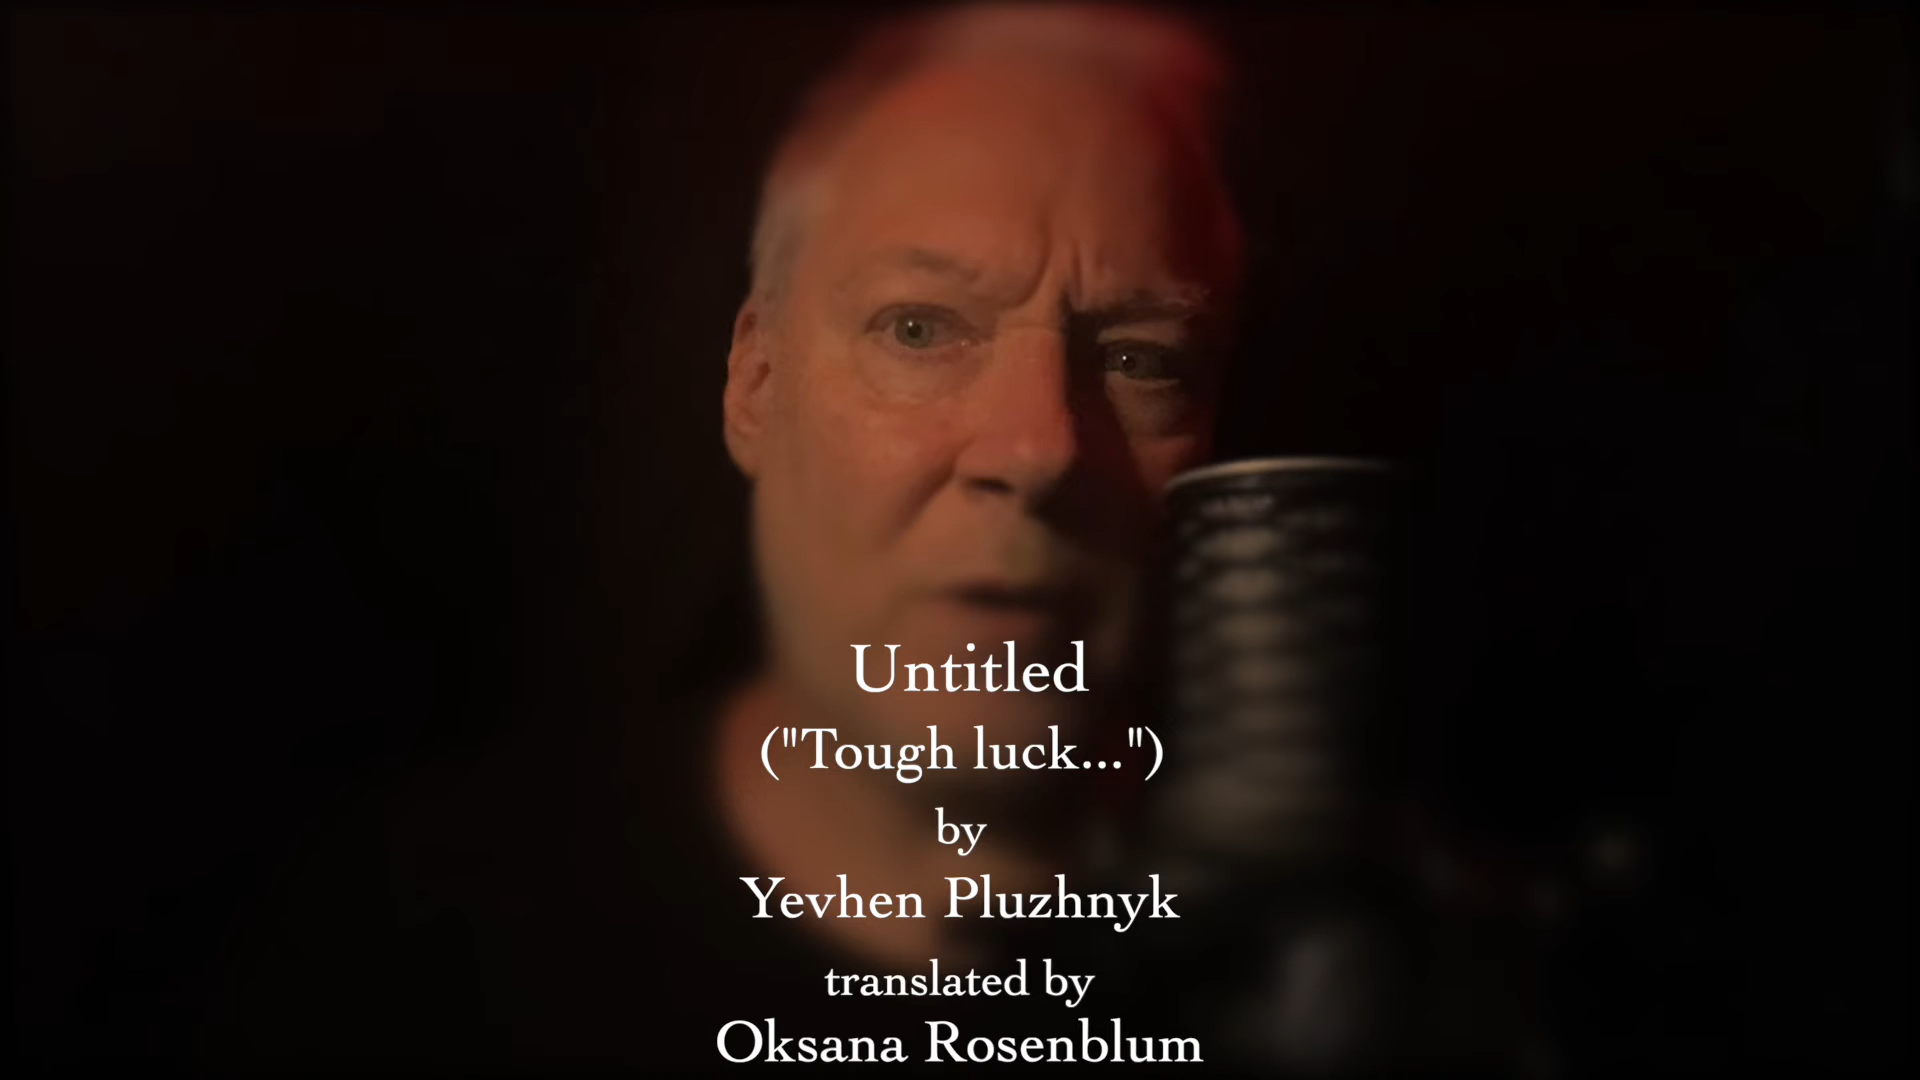 Untitled
("Tough luck...")
by
Yevhen Pluzhnyk
translated by
Oksana Rosenblum